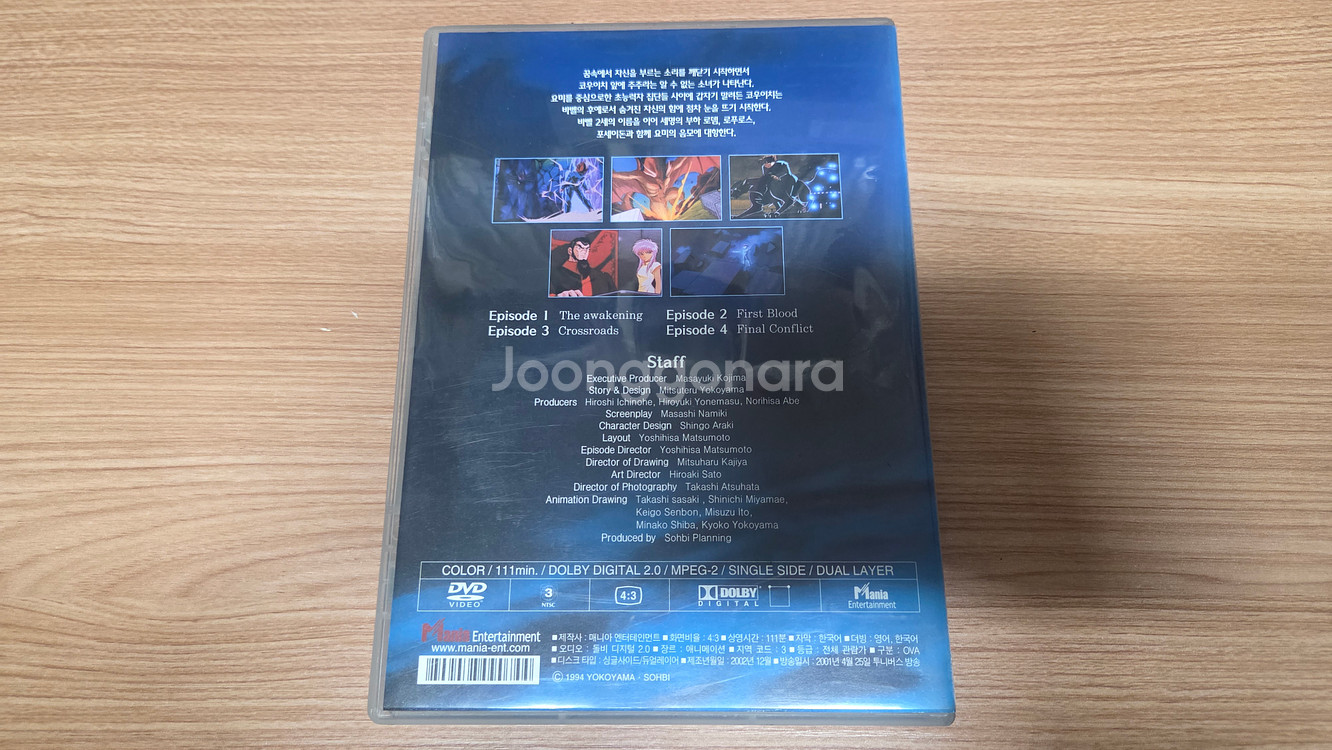 꿈속에서 자신을 부르는 소리를 깨닫기 시작하면서
코우이치 앞에 주주라는 알 수 없는 소녀가 나타난다.
요미를 중심으로한 초능력자 집단들 사이에 갑자기 말려든 코우이치는
바벨의 후예로서 숨겨진 자신의 힘에 점차 눈을 뜨기 시작한다.
바벨 2세의 이름을 이어 세명의 부하 로뎀, 로푸로스,
포세이돈과 함께 요미의 음모에 대항한다.
Episode 1 The awakening Episode 2 First Blood
Episode 3 Crossroads Episode 4 Final Conflict
Joonggonara
Staff
Executive Producer Masayuki Kojima
Story & Design Mitsuteru Yokoyama
Producers Hiroshi Ichinohe, Hiroyuki Yonemasu, Norihisa Abe
Screenplay Masashi Namiki
Character Design Shingo Araki
Layout Yoshihisa Matsumoto
Episode Director Yoshihisa Matsumoto
Director of Drawing Mitsuharu Kajiya
Art Director Hiroaki Sato
Director of Photography Takashi Atsuhata
Animation Drawing Takashi sasaki , Shinichi Miyamae,
Keigo Senbon, Misuzu Ito,
Minako Shiba, Kyoko Yokoyama
Produced by Sohbi Planning
COLOR / 111min. / DOLBY DIGITAL 2.0 / MPEG-2 / SINGLE SIDE / DUAL LAYER
DVD VIDEO 3 NTSC 4:3 DOLBY DIGITAL Mania Entertainment
Mania Entertainment
www.mania-ent.com
■제작사 : 매니아 엔터테인먼트 ■화면비율 : 4:3 ■상영시간 : 111분 ■자막 : 한국어 ■더빙 : 영어, 한국어
■오디오 : 돌비 디지털 2.0 ■장르 : 애니메이션 ■지역 코드 : 3 ■등급 : 전체 관람가 ■구분 : OVA
■디스크 타입 : 싱글사이드/듀얼레이어 ■제조년월일 : 2002년 12월 ■방송일시 : 2001년 4월 25일 투니버스 방송
Ⓒ 1994 YOKOYAMA · SOHBI